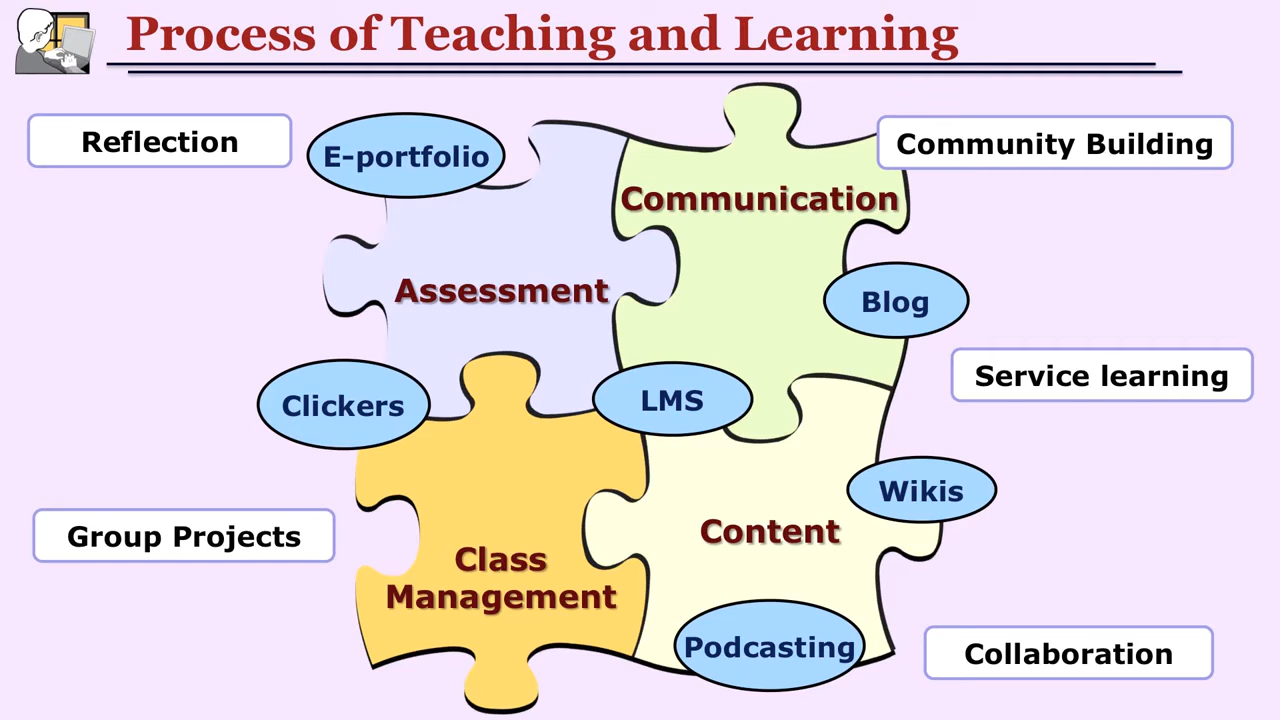 Process of Teaching and Learning
Reflection
E-portfolio
Community Building
Communication
Assessment
Blog
Service learning
Clickers
LMS
Wikis
Group Projects
Content
Class
Management
Podcasting
Collaboration